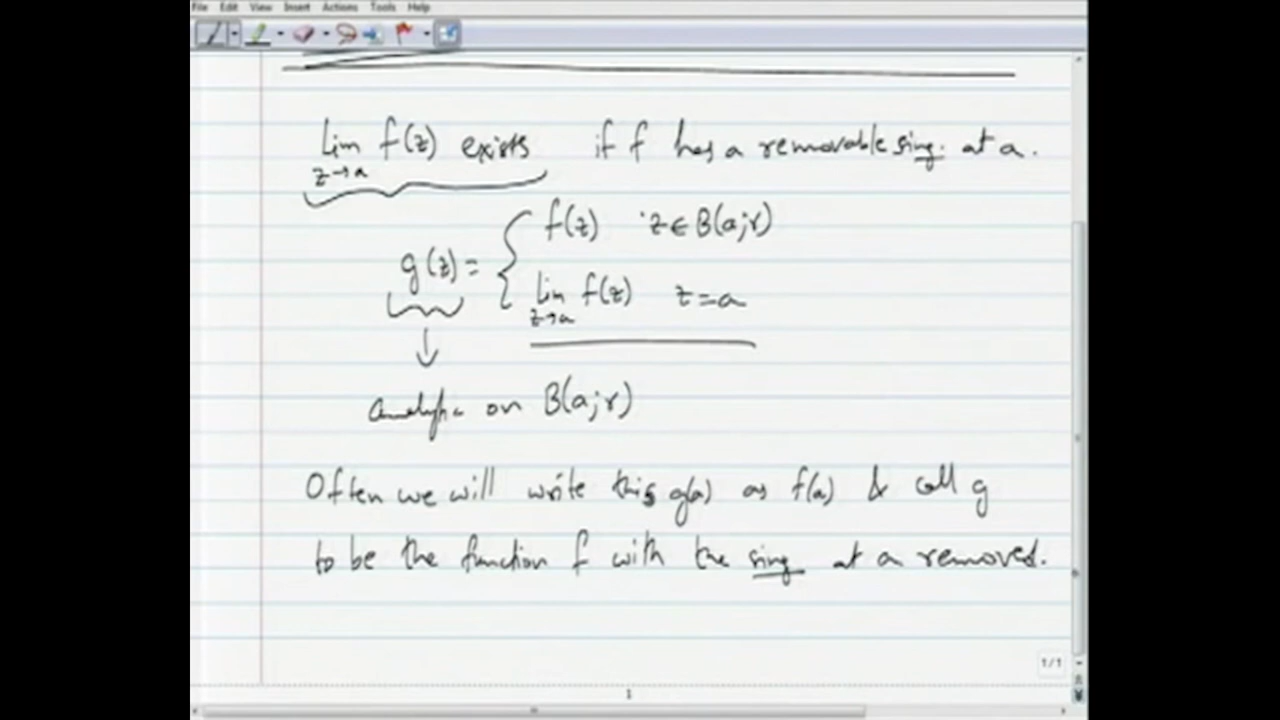 File Edit View Insert Actions Tools Help
lim f(z) exists if f has a removable sing. at a.
z→a
g(z) = { f(z) z ∈ B(a;r)
lim f(z) z = a
z→a
analytic on B(a;r)
Often we will write this g(a) as f(a) & call g
to be the function f with the sing at a removed.
1/1
1